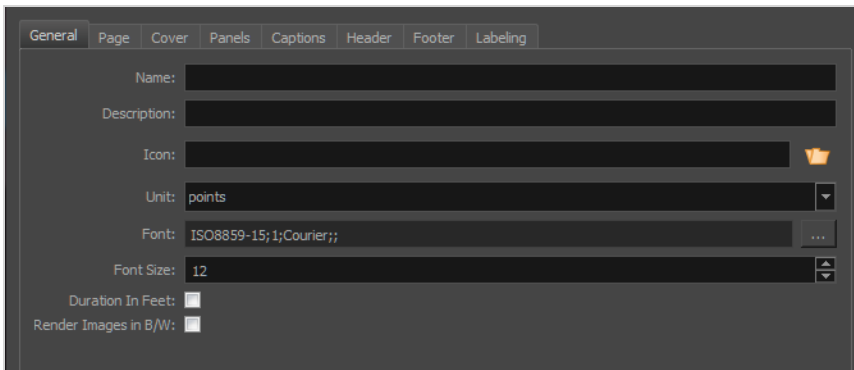 General Page Cover Panels Captions Header Footer Labeling
Name:
Description:
Icon:
Unit: points
Font: ISO8859-15;1;Courier;; ...
Font Size: 12
Duration In Feet:
Render Images in B/W: